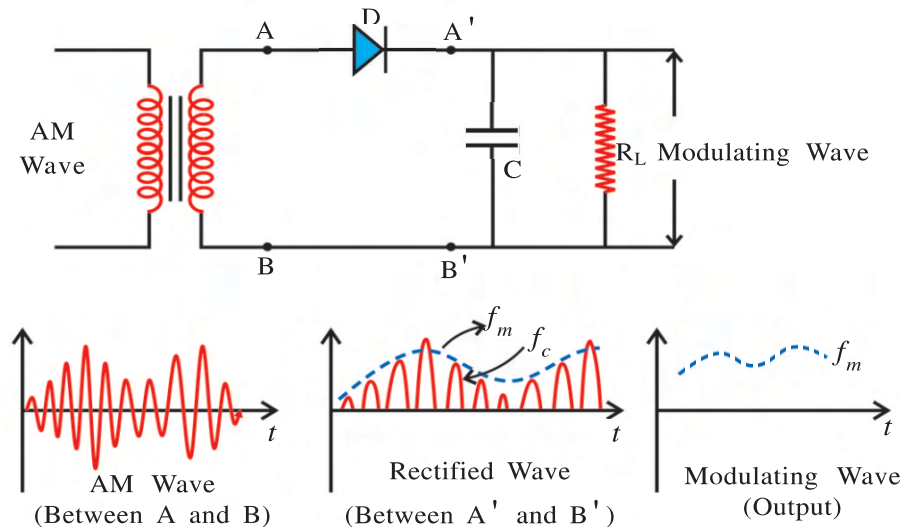 A
D
A'
AM
Wave
C
R_L Modulating Wave
B
B'
f_m
f_c
f_m
t
t
t
AM Wave
(Between A and B)
Rectified Wave
(Between A' and B')
Modulating Wave
(Output)